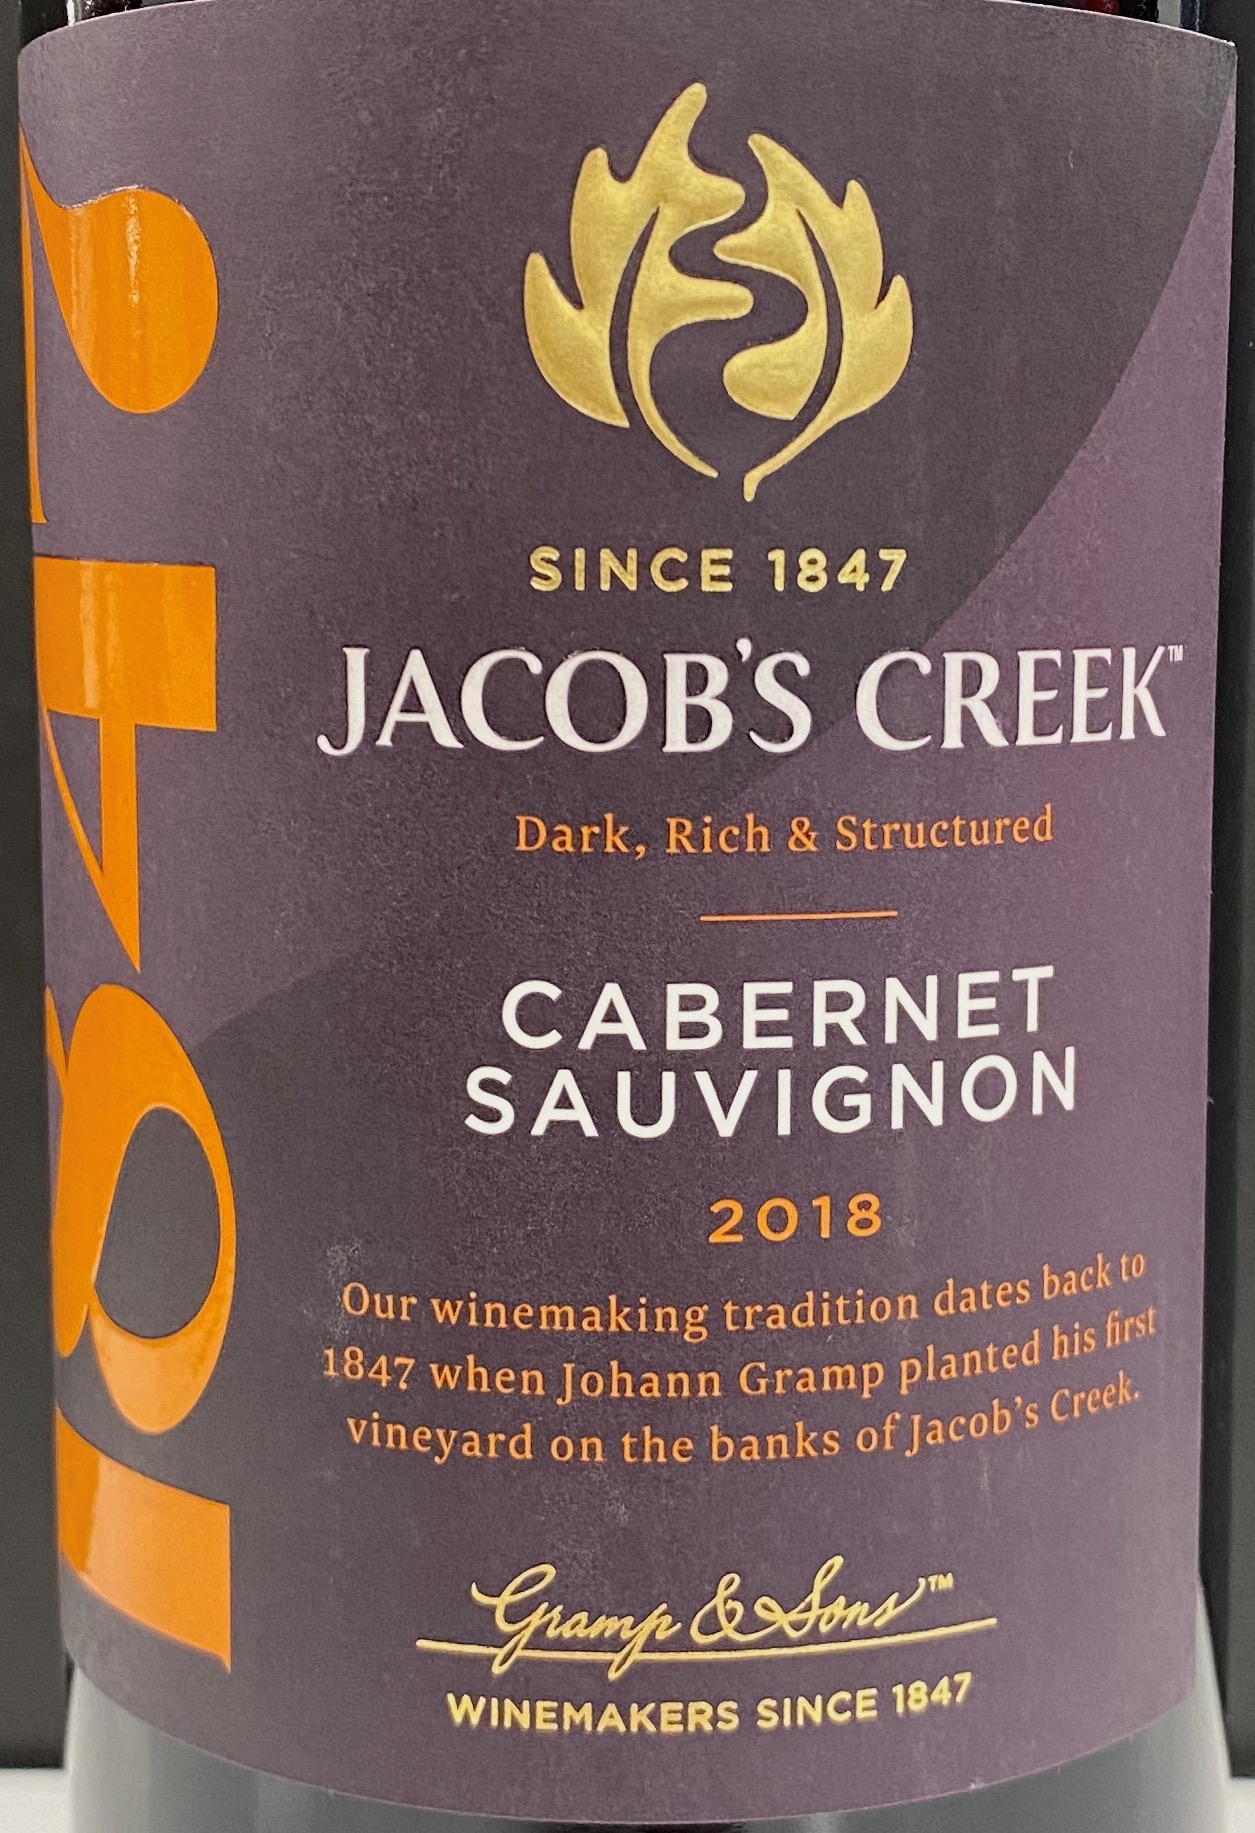 1847
SINCE 1847
JACOB'S CREEK™
Dark, Rich & Structured
CABERNET
SAUVIGNON
2018
Our winemaking tradition dates back to
1847 when Johann Gramp planted his first
vineyard on the banks of Jacob's Creek.
Gramp & Sons™
WINEMAKERS SINCE 1847